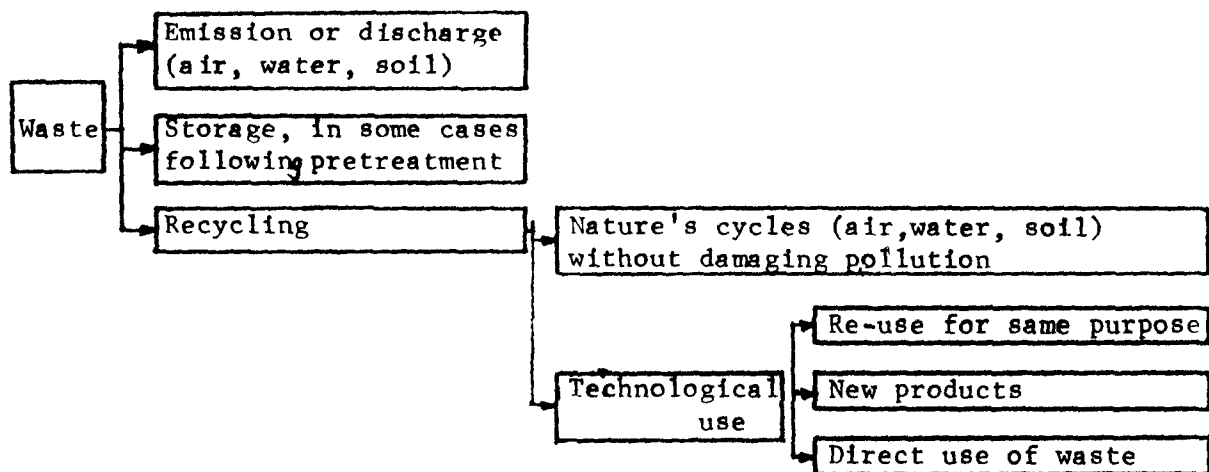 Emission or discharge
(air, water, soil)
Waste
Storage, in some cases
following pretreatment
Recycling
Nature's cycles (air,water, soil)
without damaging pollution
Re-use for same purpose
Technological
use
New products
Direct use of waste